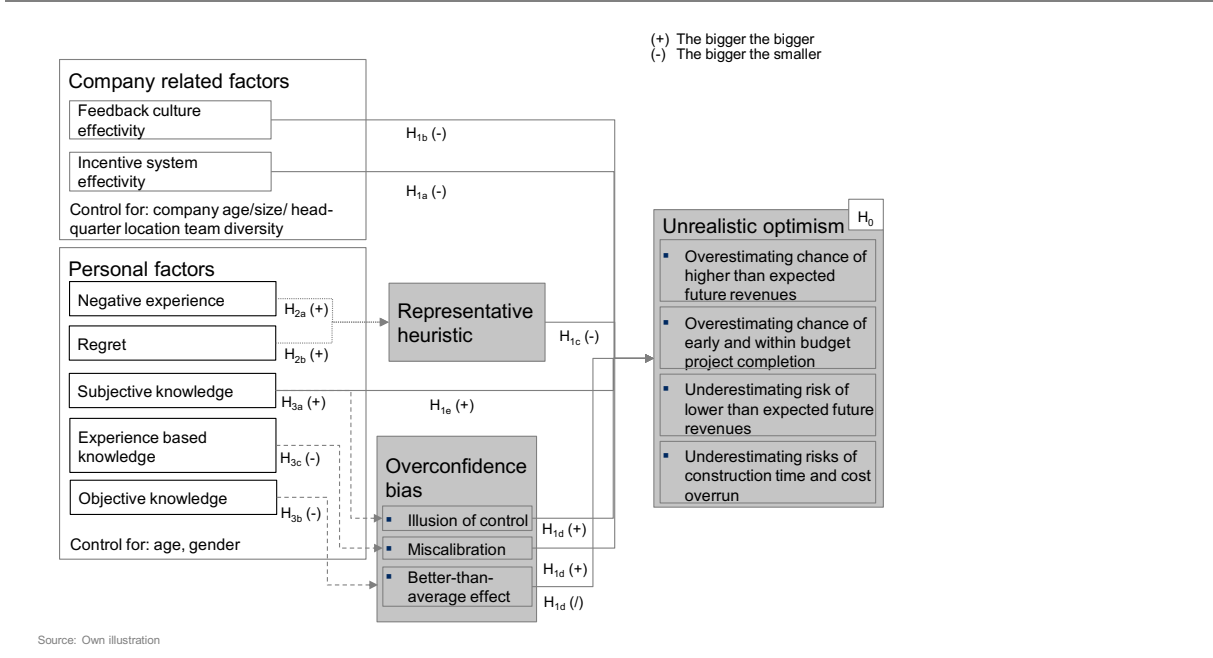 (+) The bigger the bigger
(-) The bigger the smaller
Company related factors
Feedback culture
effectivity
H1b (-)
Incentive system
effectivity
H1a (-)
Control for: company age/size/ head-
quarter location team diversity
Personal factors
Negative experience
H2a (+)
Regret
H2b (+)
Subjective knowledge
H3a (+)
Experience based
knowledge
H3c (-)
Objective knowledge
H3b (-)
Control for: age, gender
Representative
heuristic
H1c (-)
H1e (+)
Overconfidence
bias
▪ Illusion of control
H1d (+)
▪ Miscalibration
H1d (+)
▪ Better-than-
average effect
H1d (/)
Unrealistic optimism
H0
▪ Overestimating chance of
higher than expected
future revenues
▪ Overestimating chance of
early and within budget
project completion
▪ Underestimating risk of
lower than expected future
revenues
▪ Underestimating risks of
construction time and cost
overrun
Source: Own illustration